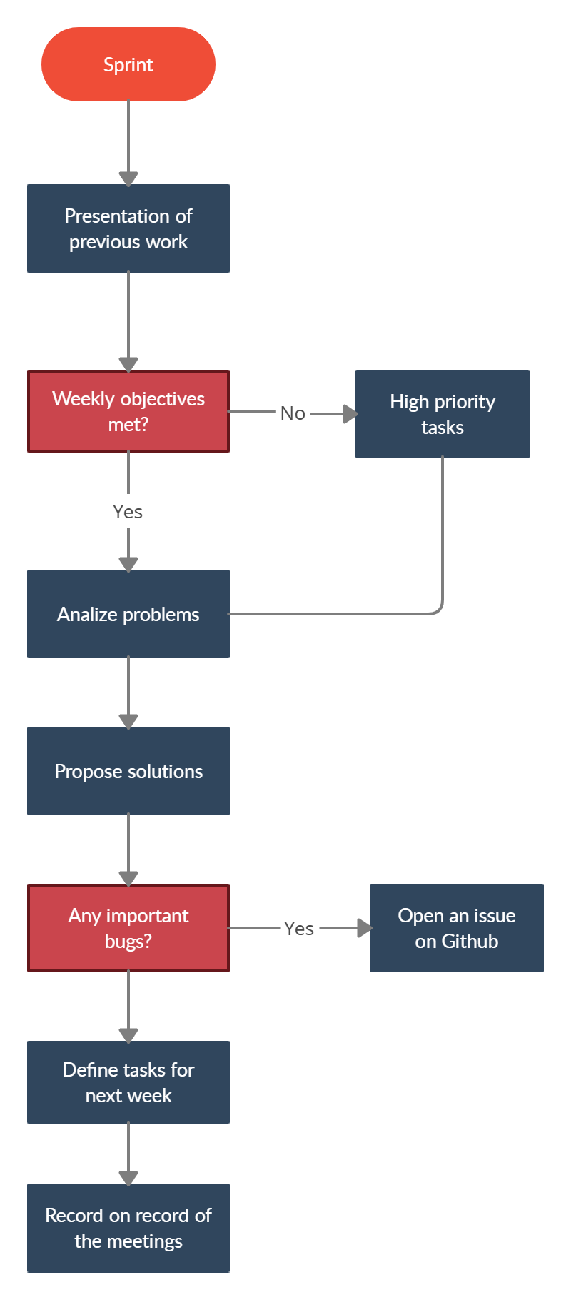 Sprint
Presentation of
previous work
Weekly objectives
met?
No
High priority
tasks
Yes
Analize problems
Propose solutions
Any important
bugs?
Yes
Open an issue
on Github
Define tasks for
next week
Record on record of
the meetings